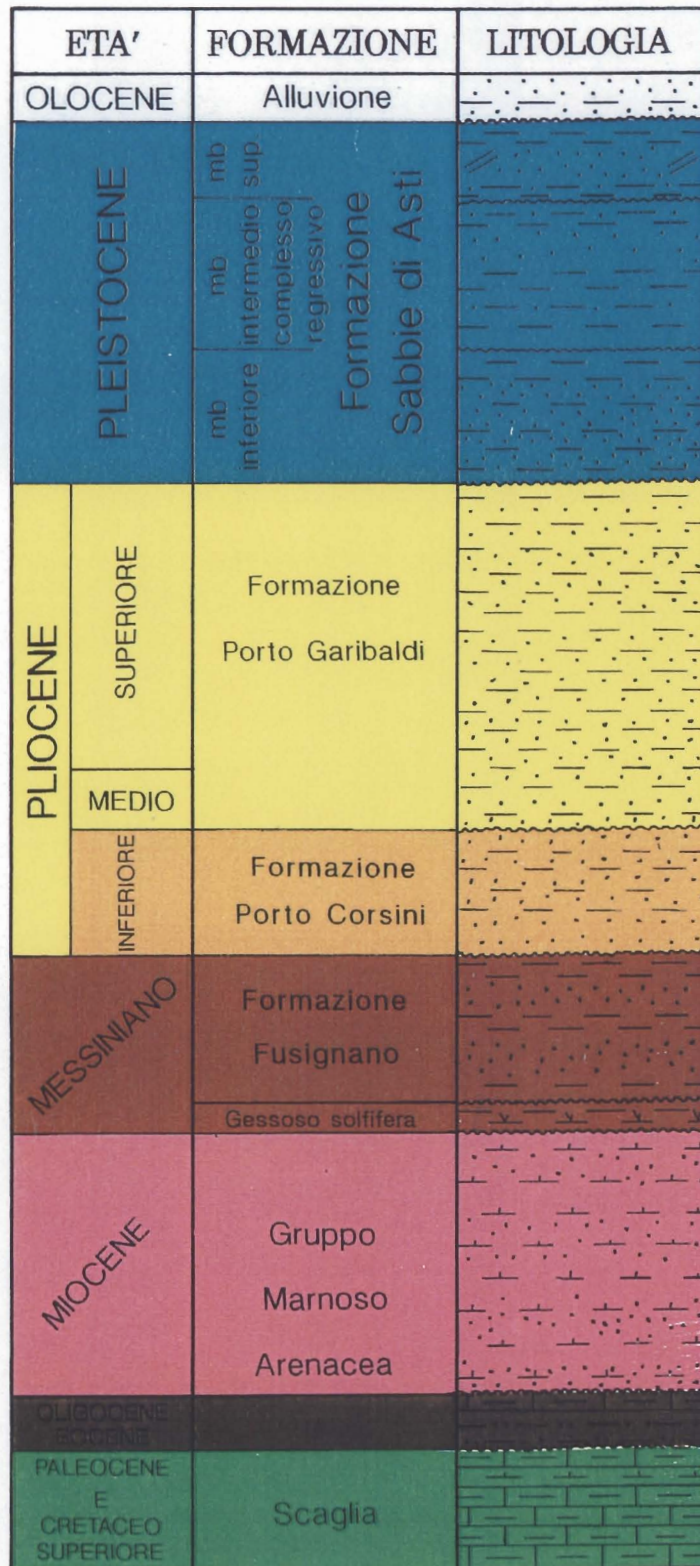 ETA'
FORMAZIONE
LITOLOGIA
OLOCENE
Alluvione
PLEISTOCENE
mb
sup.
mb
intermedio
complesso
regressivo
mb
inferiore
Formazione
Sabbie di Asti
PLIOCENE
SUPERIORE
MEDIO
INFERIORE
Formazione
Porto Garibaldi
Formazione
Porto Corsini
MESSINIANO
Formazione
Fusignano
Gessoso solfifera
MIOCENE
Gruppo
Marnoso
Arenacea
OLIGOCENE
EOCENE
PALEOCENE
E
CRETACEO
SUPERIORE
Scaglia